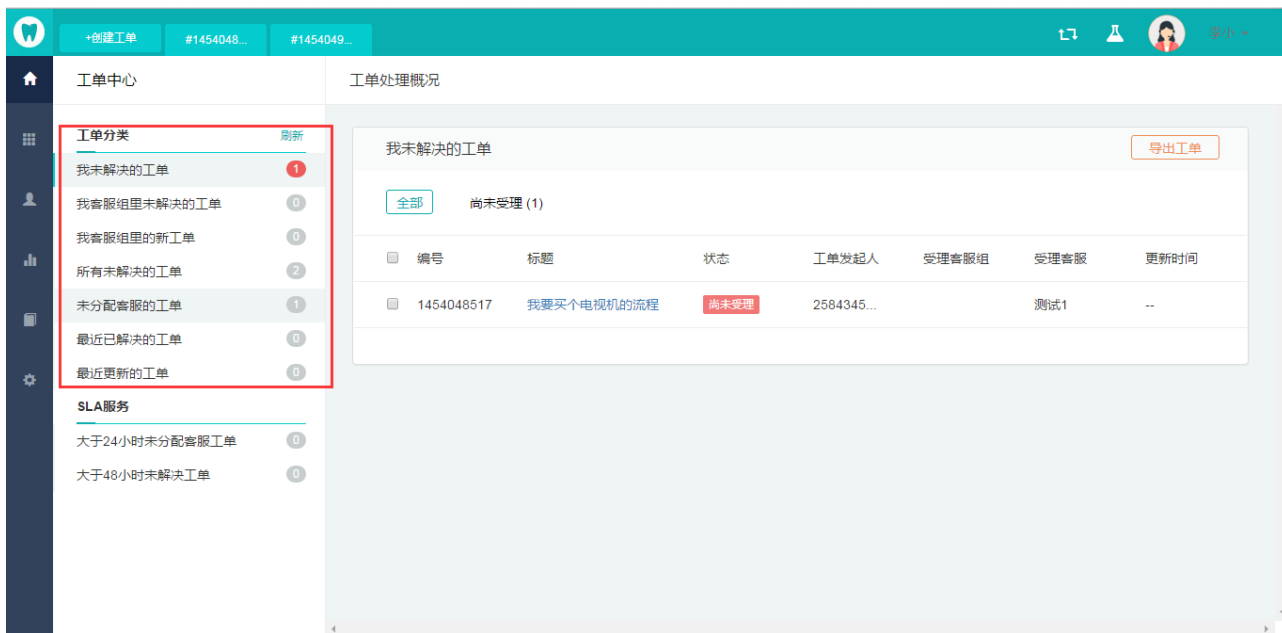 +创建工单 #1454048... #1454049... 李小
工单中心
工单处理概况
工单分类 刷新
我未解决的工单 1
我客服组里未解决的工单 0
我客服组里的新工单 0
所有未解决的工单 2
未分配客服的工单 1
最近已解决的工单 0
最近更新的工单 0
SLA服务
大于24小时未分配客服工单 0
大于48小时未解决工单 0
我未解决的工单 导出工单
全部 尚未受理 (1)
编号 标题 状态 工单发起人 受理客服组 受理客服 更新时间
1454048517 我要买个电视机的流程 尚未受理 2584345... 测试1 --